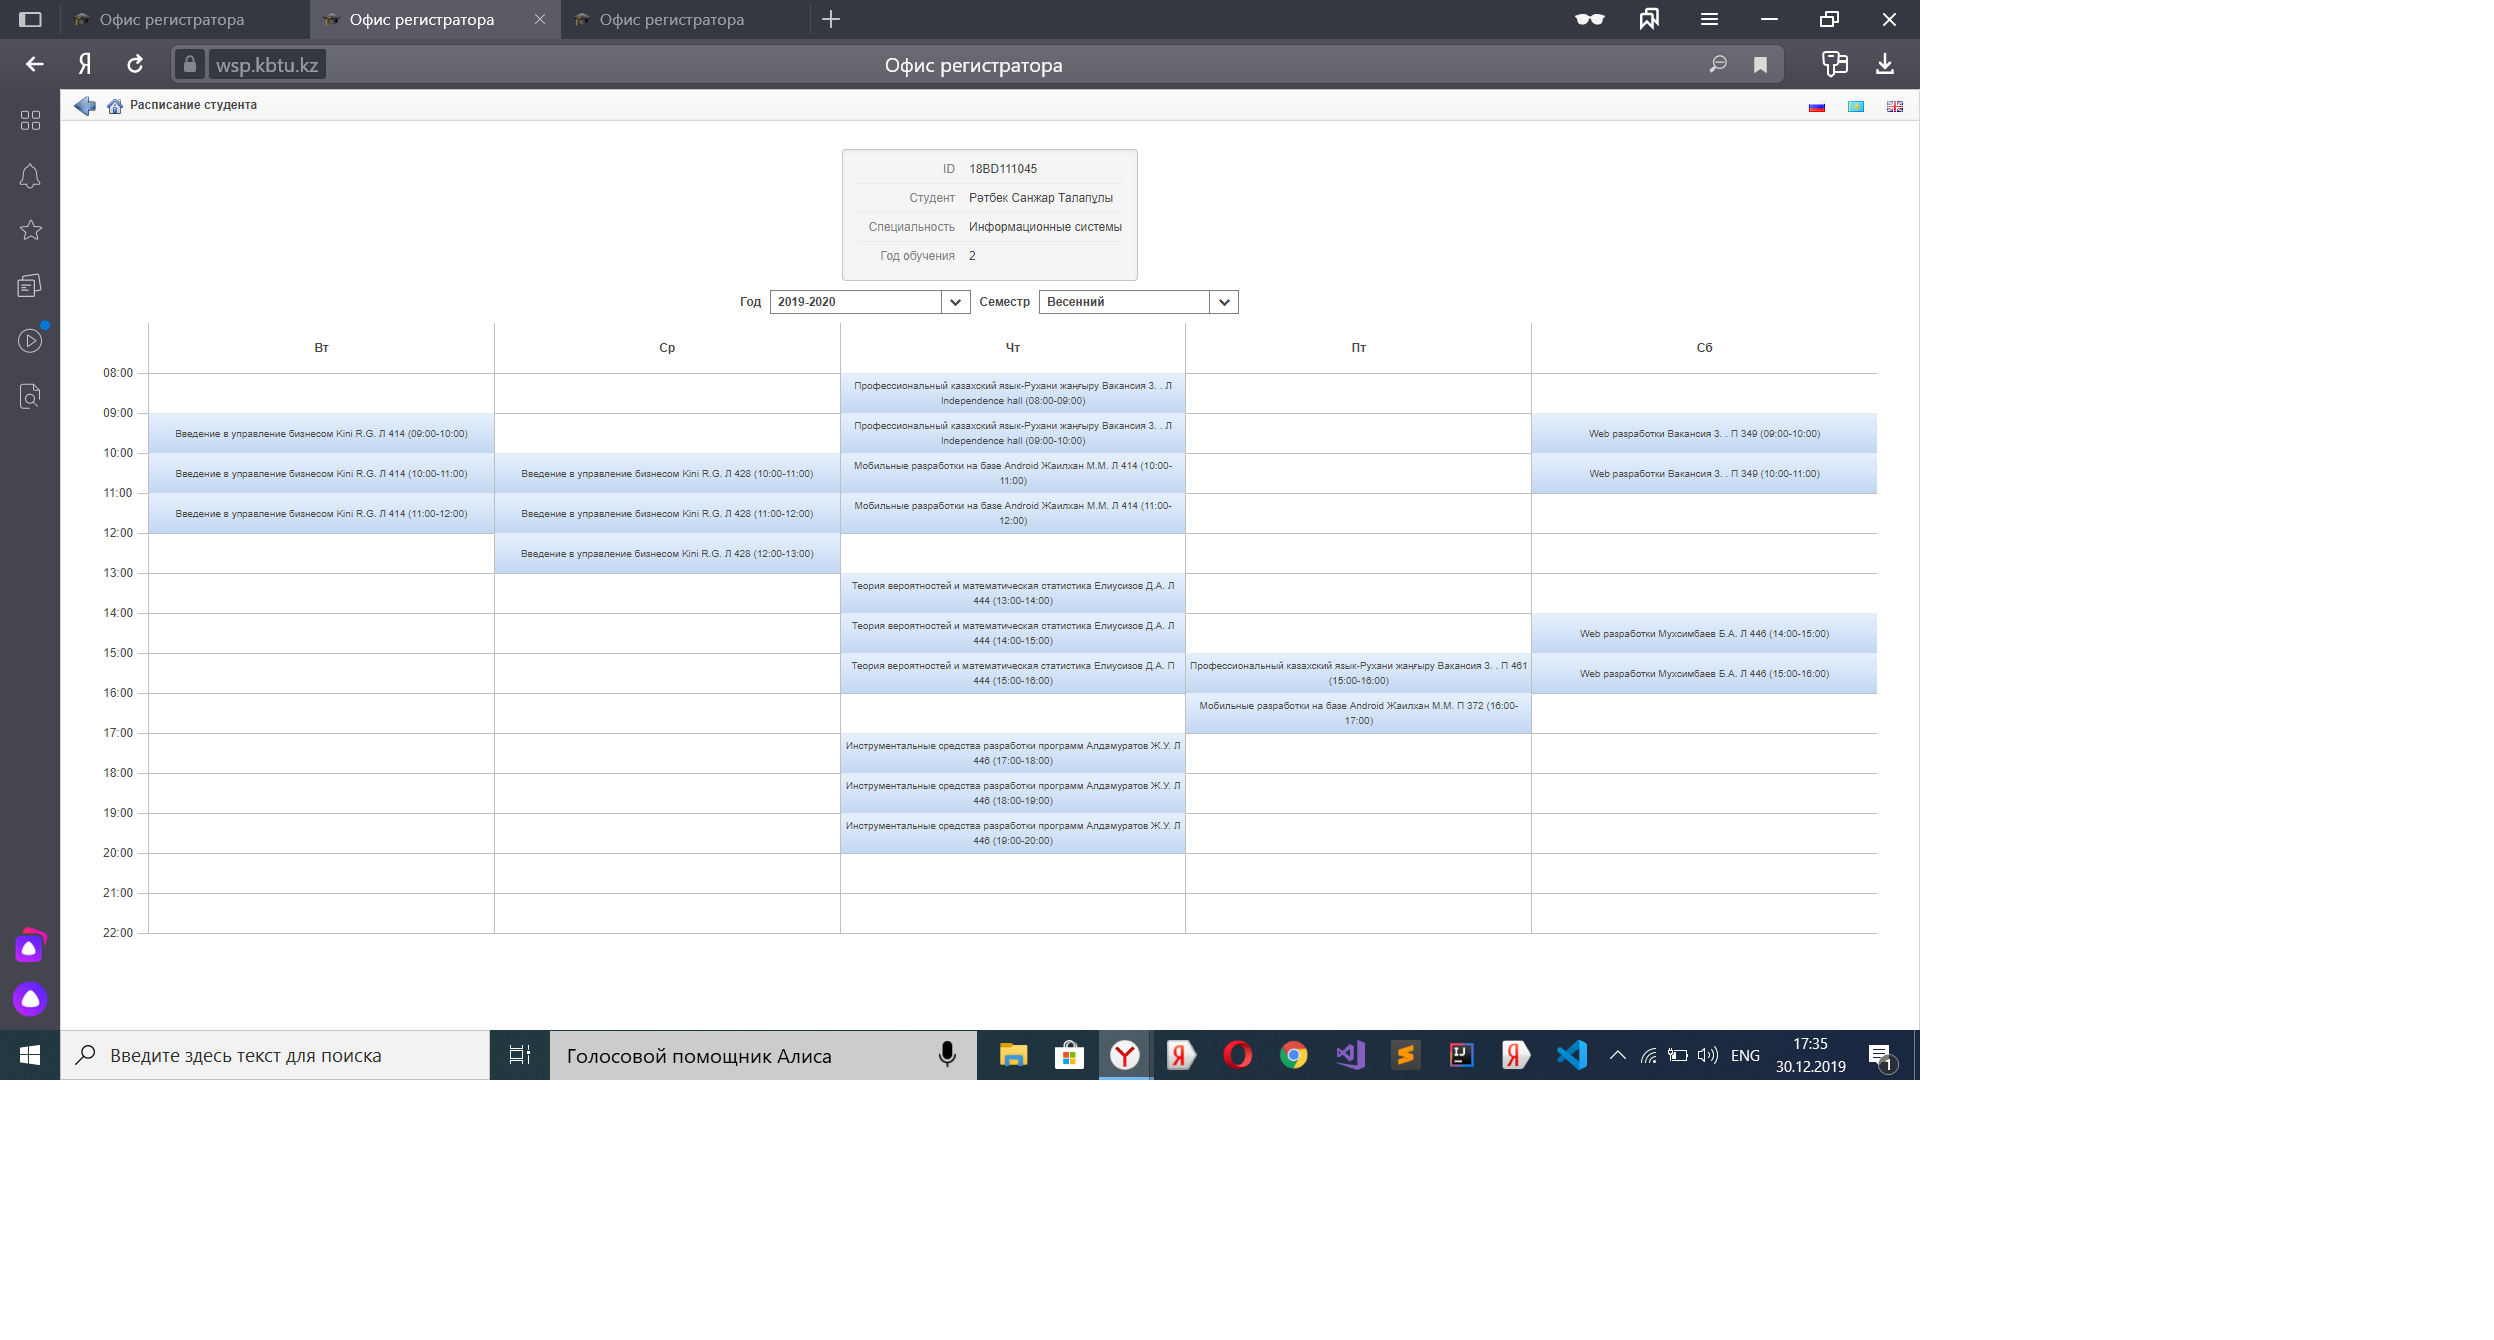 Офис регистратора
Офис регистратора
Офис регистратора
wsp.kbtu.kz
Офис регистратора
Расписание студента
ID 18BD111045
Студент Рәтбек Санжар Талапұлы
Специальность Информационные системы
Год обучения 2
Год 2019-2020 Семестр Весенний
Вт Ср Чт Пт Сб
08:00
Профессиональный казахский язык-Рухани жаңғыру Вакансия З. . Л
Independence hall (08:00-09:00)
09:00
Введение в управление бизнесом Kini R.G. Л 414 (09:00-10:00)
Профессиональный казахский язык-Рухани жаңғыру Вакансия З. . Л
Independence hall (09:00-10:00)
Web разработки Вакансия З. . П 349 (09:00-10:00)
10:00
Введение в управление бизнесом Kini R.G. Л 414 (10:00-11:00)
Введение в управление бизнесом Kini R.G. Л 428 (10:00-11:00)
Мобильные разработки на базе Android Жаилхан М.М. Л 414 (10:00-
11:00)
Web разработки Вакансия З. . П 349 (10:00-11:00)
11:00
Введение в управление бизнесом Kini R.G. Л 414 (11:00-12:00)
Введение в управление бизнесом Kini R.G. Л 428 (11:00-12:00)
Мобильные разработки на базе Android Жаилхан М.М. Л 414 (11:00-
12:00)
12:00
Введение в управление бизнесом Kini R.G. Л 428 (12:00-13:00)
13:00
Теория вероятностей и математическая статистика Елиусизов Д.А. Л
444 (13:00-14:00)
14:00
Теория вероятностей и математическая статистика Елиусизов Д.А. Л
444 (14:00-15:00)
Web разработки Мухсимбаев Б.А. Л 446 (14:00-15:00)
15:00
Теория вероятностей и математическая статистика Елиусизов Д.А. П
444 (15:00-16:00)
Профессиональный казахский язык-Рухани жаңғыру Вакансия З. . П 461
(15:00-16:00)
Web разработки Мухсимбаев Б.А. Л 446 (15:00-16:00)
16:00
Мобильные разработки на базе Android Жаилхан М.М. П 372 (16:00-
17:00)
17:00
Инструментальные средства разработки программ Алдамуратов Ж.У. Л
446 (17:00-18:00)
18:00
Инструментальные средства разработки программ Алдамуратов Ж.У. Л
446 (18:00-19:00)
19:00
Инструментальные средства разработки программ Алдамуратов Ж.У. Л
446 (19:00-20:00)
20:00
21:00
22:00
Введите здесь текст для поиска
Голосовой помощник Алиса
ENG
17:35
30.12.2019
1